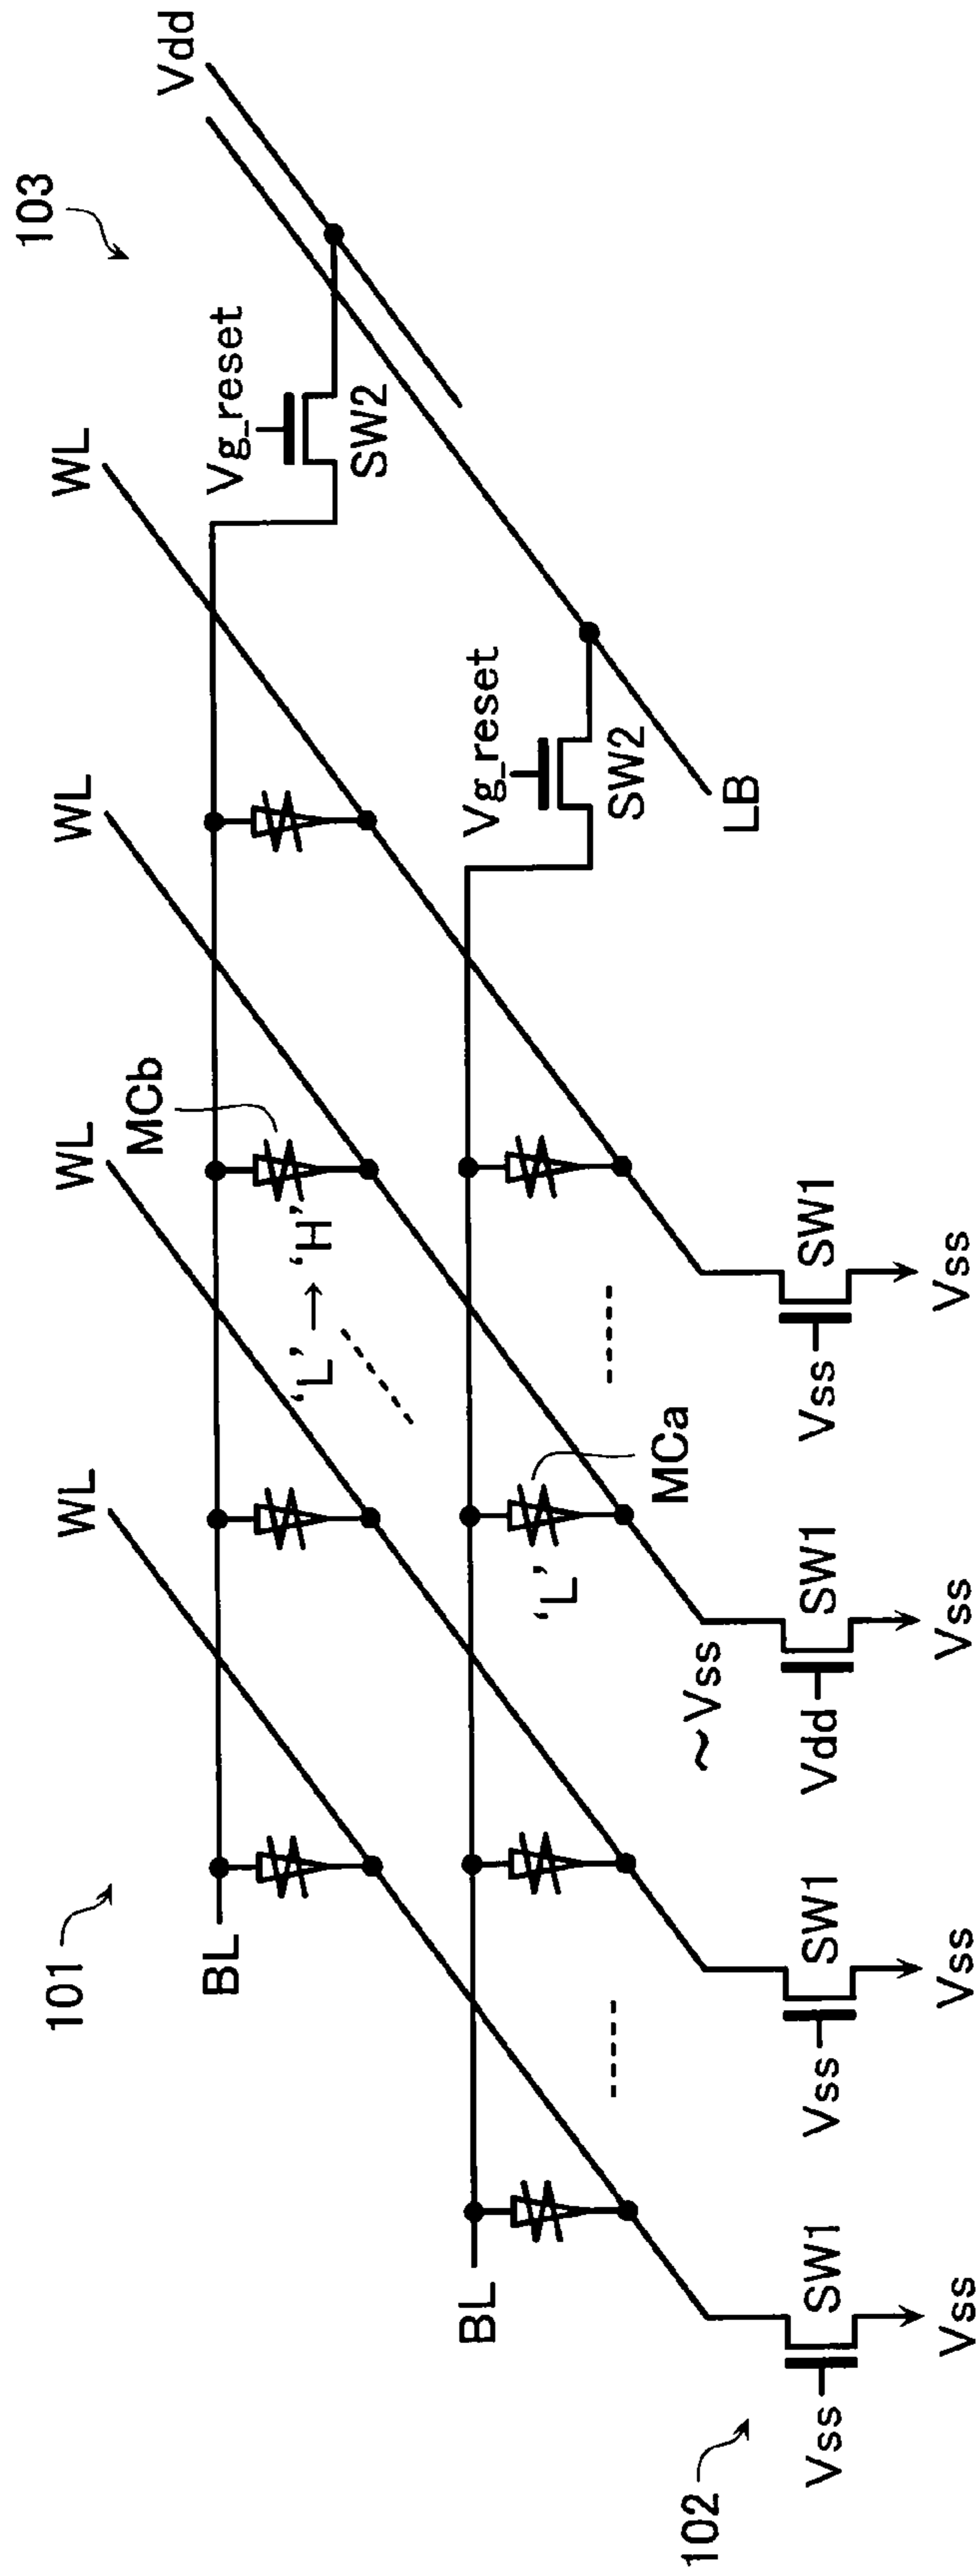 103
Vdd
WL
WL
WL
WL
Vg_reset
SW2
101
BL
MCb
'L' → 'H'
Vg_reset
SW2
BL
'L'
MCa
LB
102
~Vss
Vss
SW1
Vss
Vss
SW1
Vss
Vdd
SW1
Vss
Vss
SW1
Vss